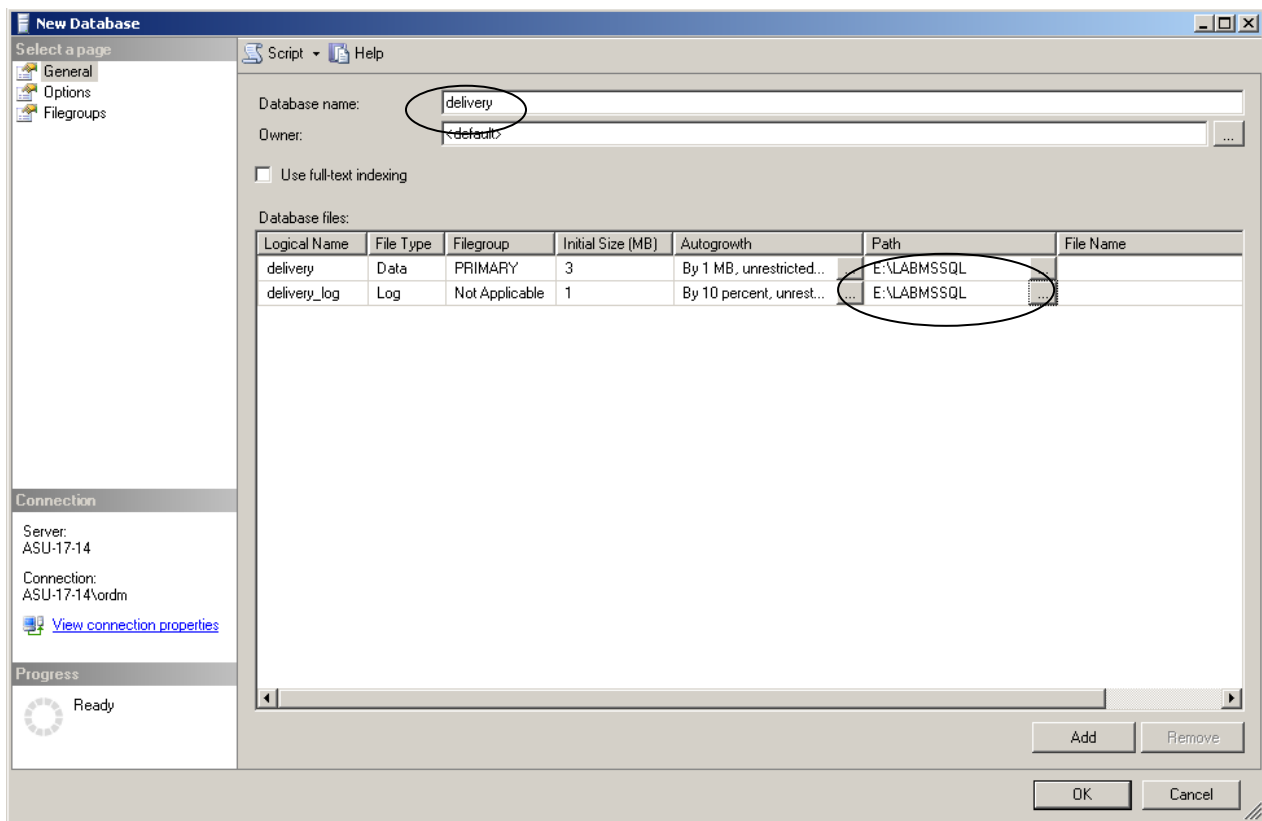 New Database
Select a page
General
Options
Filegroups
Script Help
Database name: delivery
Owner: <default> ...
Use full-text indexing
Database files:
Logical Name File Type Filegroup Initial Size (MB) Autogrowth Path File Name
delivery Data PRIMARY 3 By 1 MB, unrestricted... ... E:\LABMSSQL ...
delivery_log Log Not Applicable 1 By 10 percent, unrest... ... E:\LABMSSQL ...
Connection
Server:
ASU-17-14
Connection:
ASU-17-14\ordm
View connection properties
Progress
Ready
Add Remove
OK Cancel